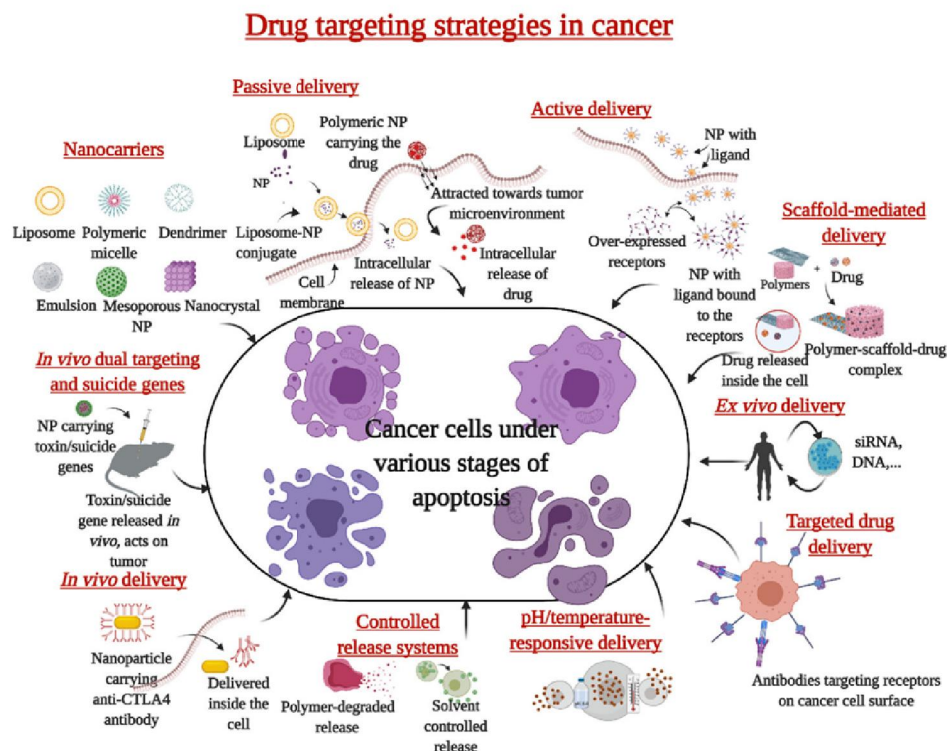 Drug targeting strategies in cancer
Passive delivery
Liposome
NP
Liposome-NP
conjugate
Polymeric NP
carrying the
drug
Attracted towards tumor
microenvironment
Cell
membrane
Intracellular
release of NP
Intracellular
release of
drug
Active delivery
NP with
ligand
Over-expressed
receptors
NP with
ligand bound
to the
receptors
Nanocarriers
Liposome
Polymeric
micelle
Dendrimer
Emulsion
Mesoporous
NP
Nanocrystal
Scaffold-mediated
delivery
Polymers
+
Drug
Drug released
inside the cell
Polymer-scaffold-drug
complex
In vivo dual targeting
and suicide genes
NP carrying
toxin/suicide
genes
Toxin/suicide
gene released in
vivo, acts on
tumor
Cancer cells under
various stages of
apoptosis
Ex vivo delivery
siRNA,
DNA,...
Targeted drug
delivery
Antibodies targeting receptors
on cancer cell surface
In vivo delivery
Nanoparticle
carrying
anti-CTLA4
antibody
Delivered
inside the
cell
Controlled
release systems
Polymer-degraded
release
Solvent
controlled
release
pH/temperature-
responsive delivery